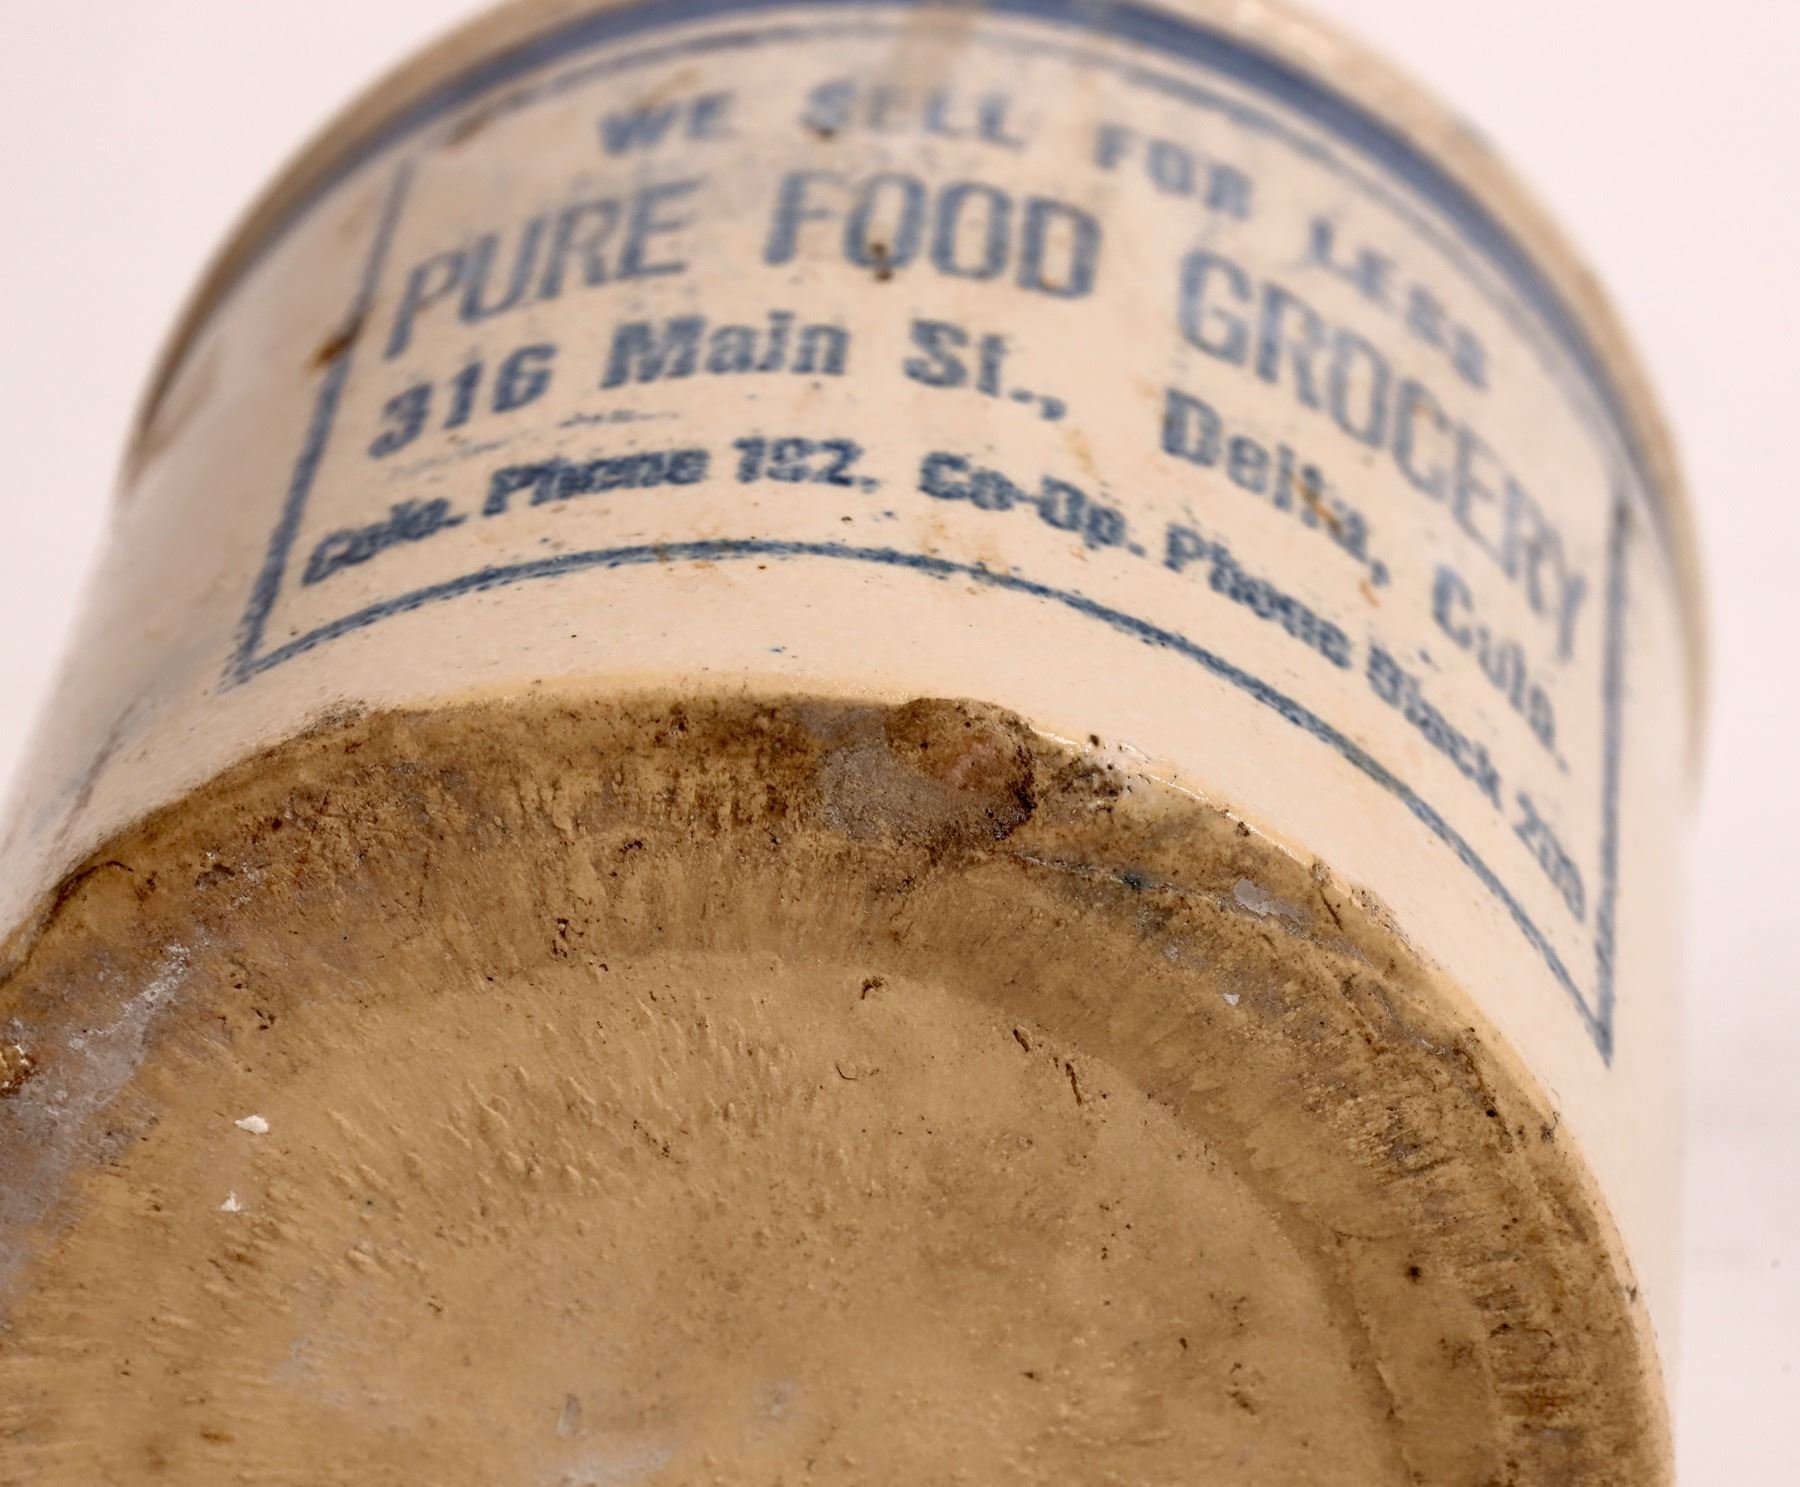 WE SELL FOR LESS
PURE FOOD GROCERY
316 Main St., Delta, Colo.
Colo. Phone 192. Co-Op. Phone Black 200